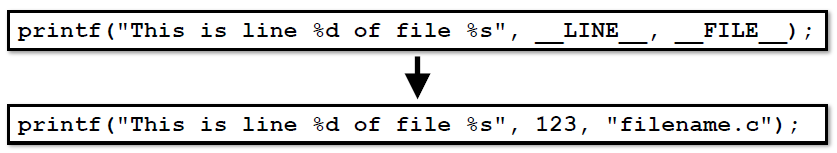 printf("This is line %d of file %s", __LINE__, __FILE__);
printf("This is line %d of file %s", 123, "filename.c");